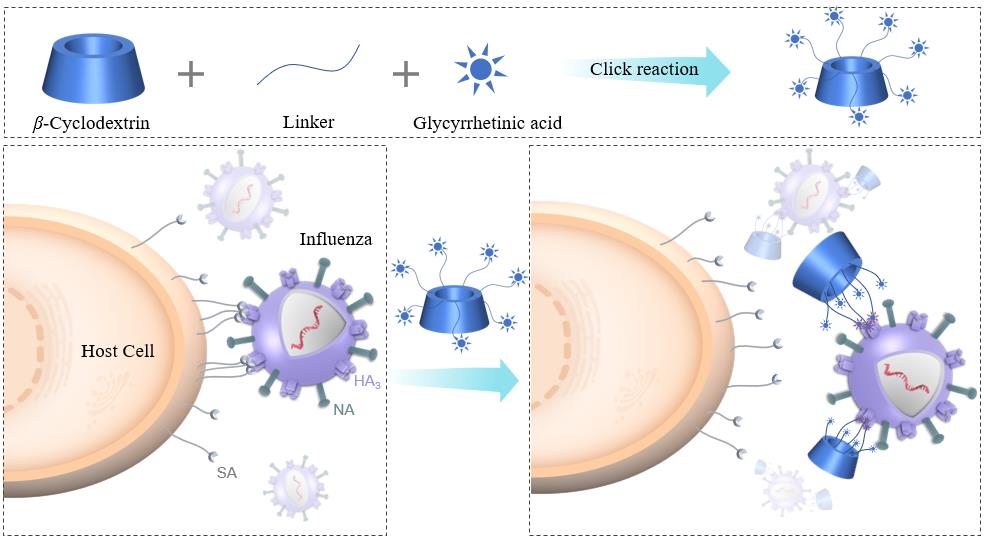 β-Cyclodextrin
Linker
Glycyrrhetinic acid
Click reaction
Influenza
Host Cell
HA₃
NA
SA